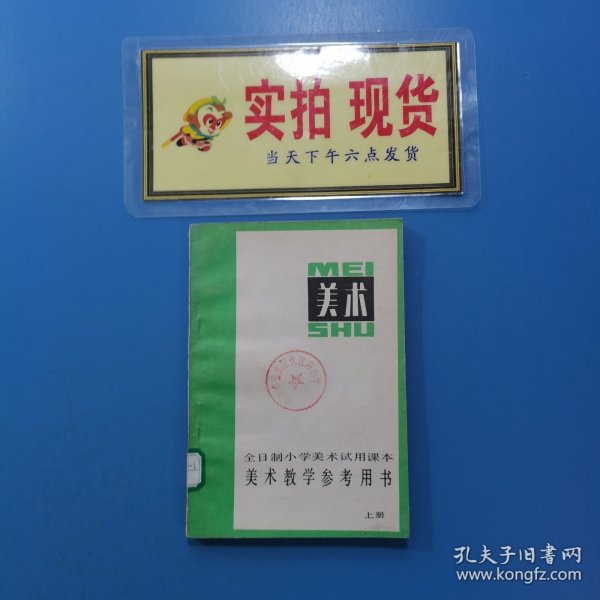 实拍 现货
当天下午六点发货
MEI
美术
SHU
全日制小学美术试用课本
美术教学参考用书
上册
孔夫子旧书网
www.kongfz.com